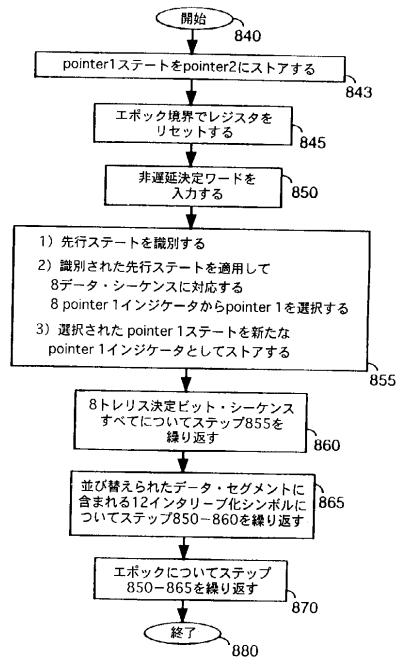 開始
840
pointer1ステートをpointer2にストアする
843
エポック境界でレジスタを
リセットする
845
非遅延決定ワードを
入力する
850
1）先行ステートを識別する
2）識別された先行ステートを適用して
8データ・シーケンスに対応する
8 pointer 1インジケータからpointer 1を選択する
3）選択された pointer 1ステートを新たな
pointer 1インジケータとしてストアする
855
8トレリス決定ビット・シーケンス
すべてについてステップ855を
繰り返す
860
並び替えられたデータ・セグメントに
含まれる12インタリーブ化シンボルに
ついてステップ850－860を繰り返す
865
エポックについてステップ
850－865を繰り返す
870
終了
880